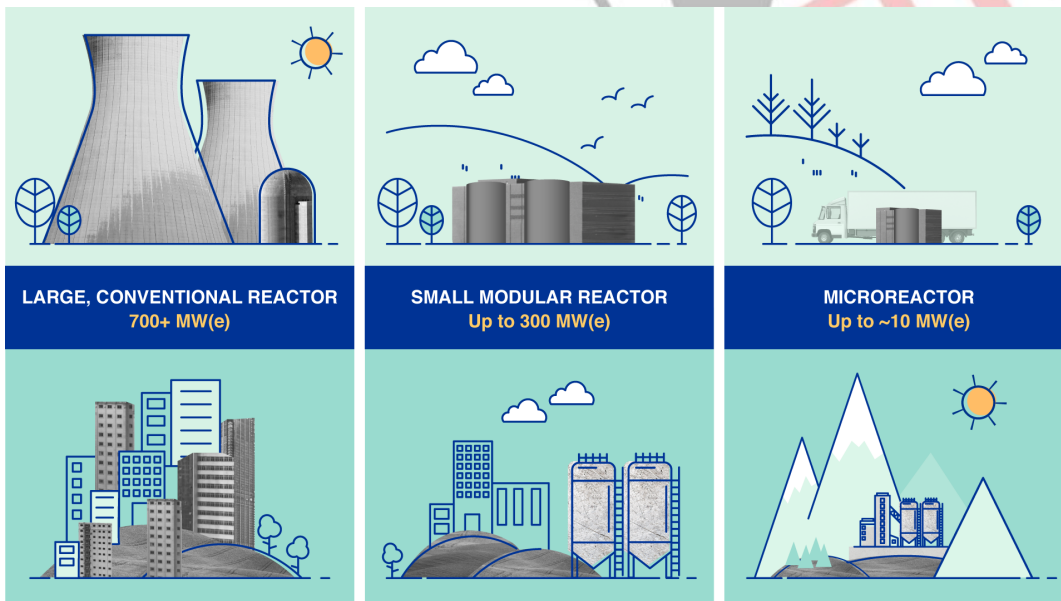 LARGE, CONVENTIONAL REACTOR
700+ MW(e)
SMALL MODULAR REACTOR
Up to 300 MW(e)
MICROREACTOR
Up to ~10 MW(e)